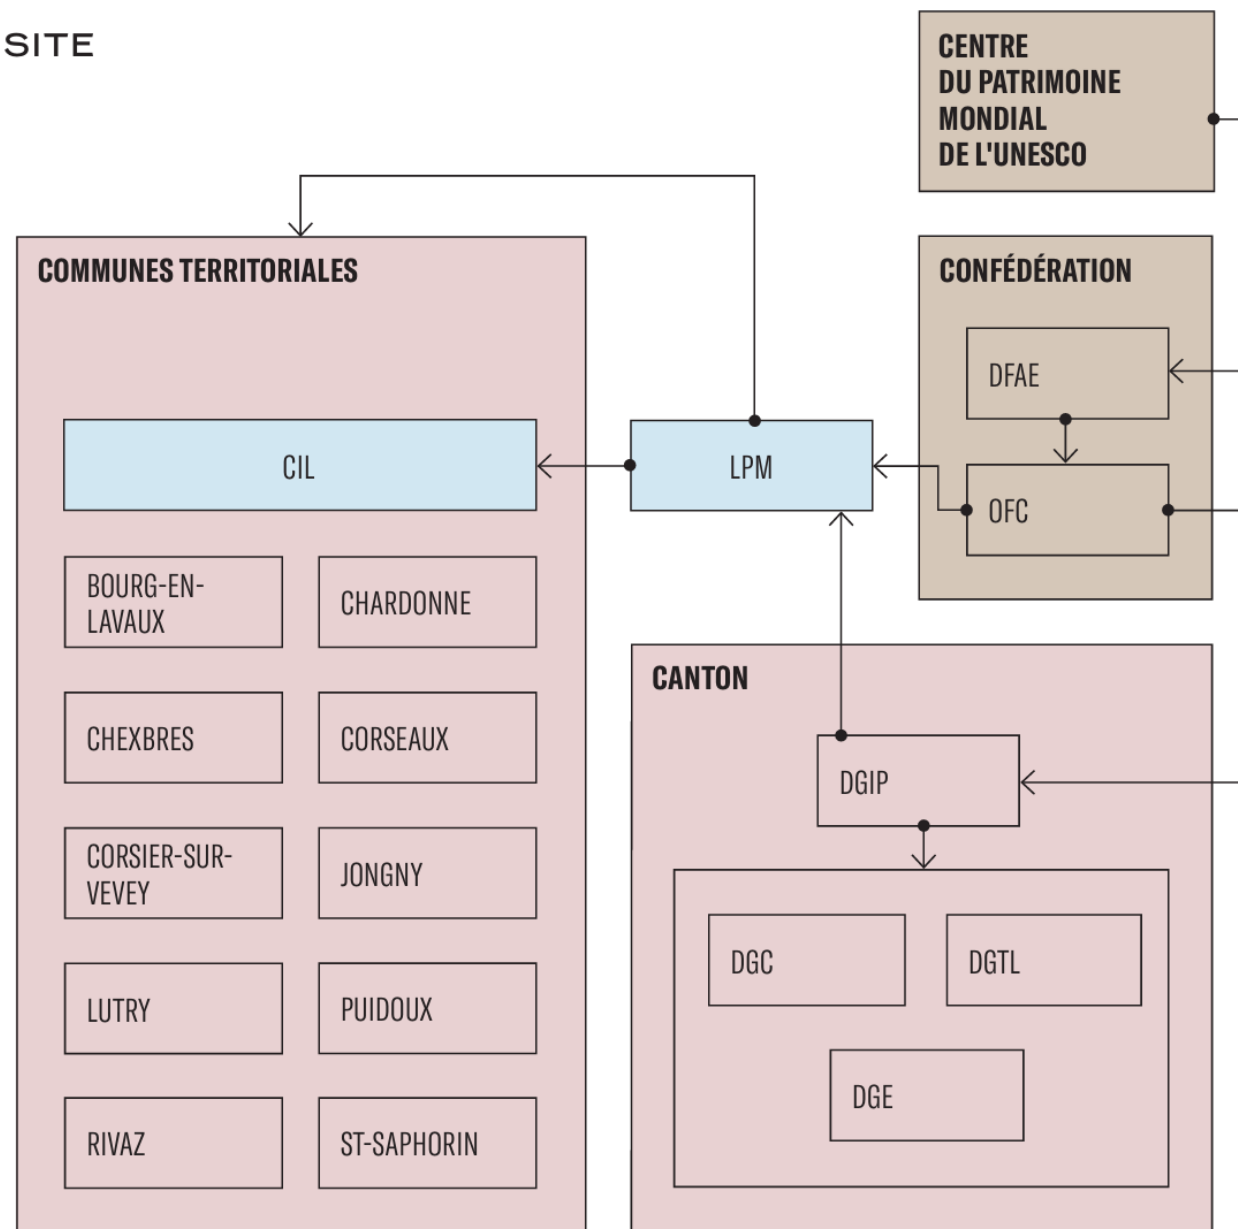 SITE
CENTRE
DU PATRIMOINE
MONDIAL
DE L'UNESCO
COMMUNES TERRITORIALES
CIL
BOURG-EN-
LAVAUX
CHARDONNE
CHEXBRES
CORSEAUX
CORSIER-SUR-
VEVEY
JONGNY
LUTRY
PUIDOUX
RIVAZ
ST-SAPHORIN
LPM
CONFÉDÉRATION
DFAE
OFC
CANTON
DGIP
DGC
DGTL
DGE